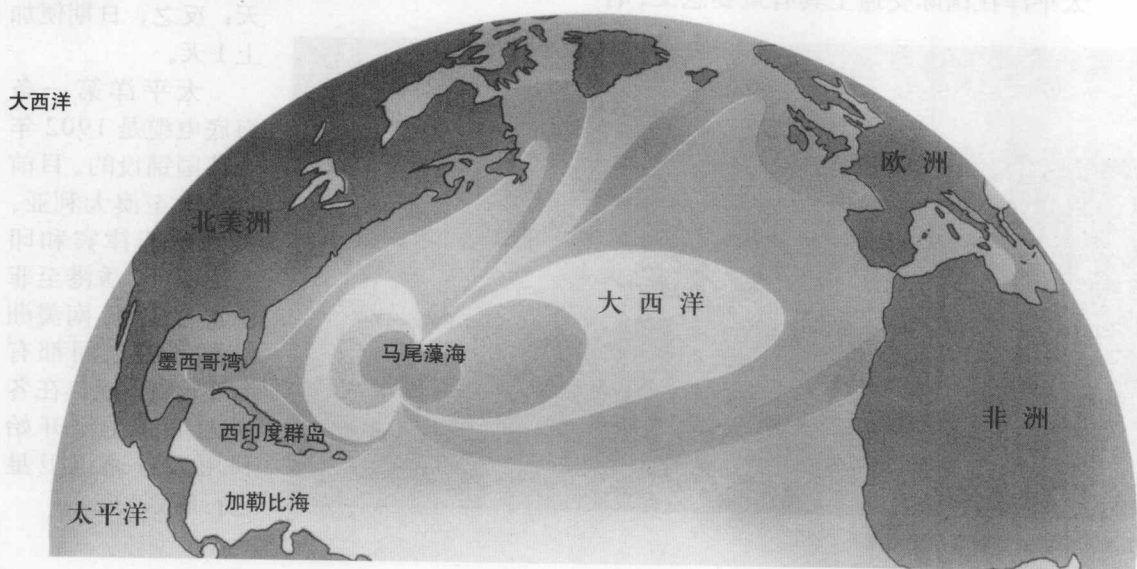 大西洋
欧洲
北美洲
大西洋
马尾藻海
墨西哥湾
非洲
西印度群岛
加勒比海
太平洋